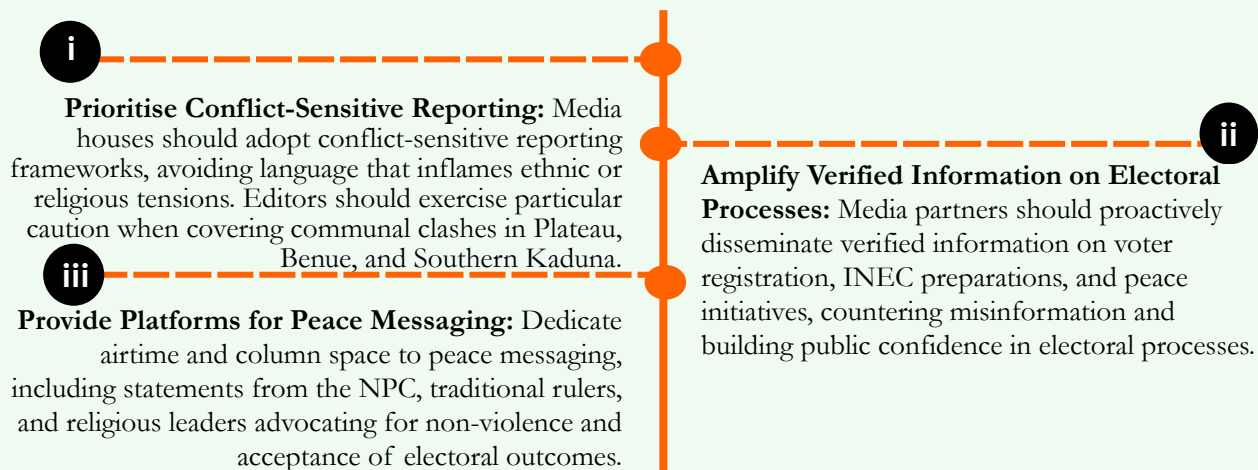 i
Prioritise Conflict-Sensitive Reporting: Media
houses should adopt conflict-sensitive reporting
frameworks, avoiding language that inflames ethnic or
religious tensions. Editors should exercise particular
caution when covering communal clashes in Plateau,
Benue, and Southern Kaduna.
ii
Amplify Verified Information on Electoral
Processes: Media partners should proactively
disseminate verified information on voter
registration, INEC preparations, and peace
initiatives, countering misinformation and
building public confidence in electoral processes.
iii
Provide Platforms for Peace Messaging: Dedicate
airtime and column space to peace messaging,
including statements from the NPC, traditional rulers,
and religious leaders advocating for non-violence and
acceptance of electoral outcomes.